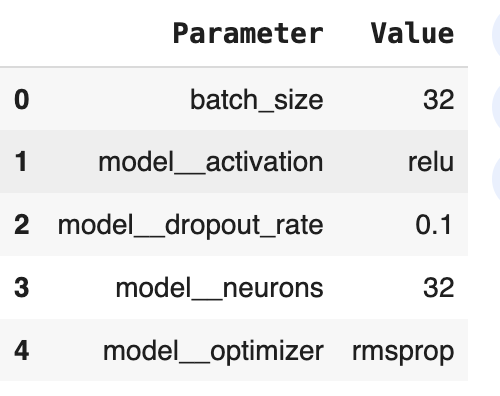 Parameter Value
0 batch_size 32
1 model__activation relu
2 model__dropout_rate 0.1
3 model__neurons 32
4 model__optimizer rmsprop